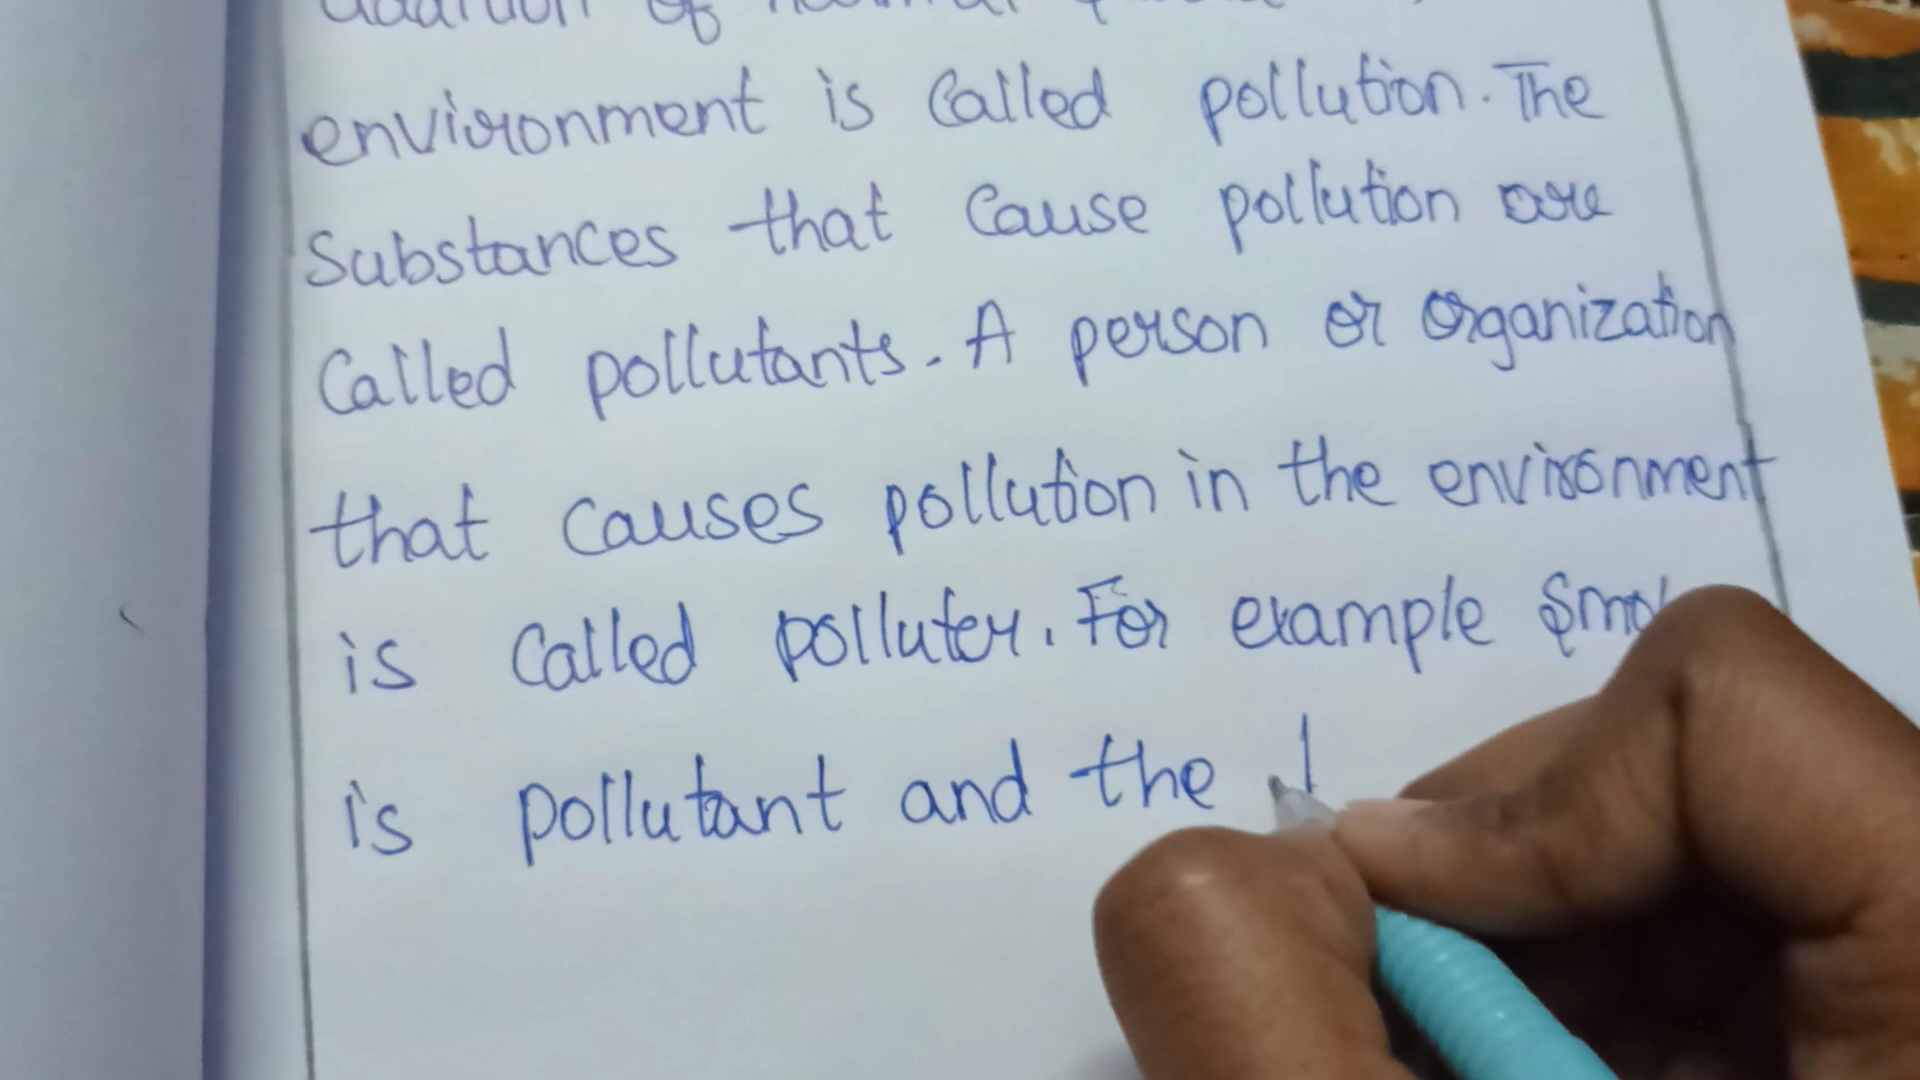 of
environment is called pollution. The
Substances that cause pollution are
called pollutants. A person or organization
that causes pollution in the environment
is called polluter. For example
is pollutant and the